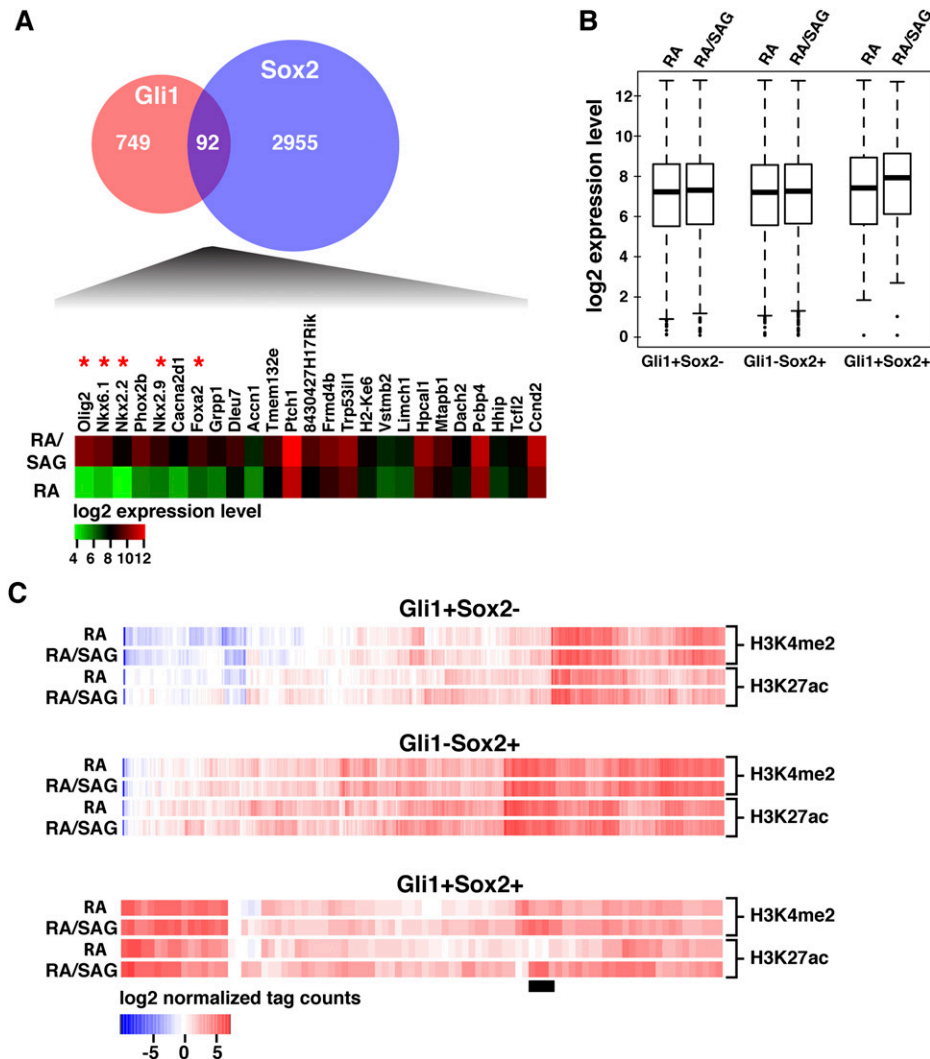 A
Gli1
Sox2
749
92
2955
* * * * *
Olig2
Nkx6.1
Nkx2.2
Phox2b
Nkx2.9
Cacna2d1
Foxa2
Grpp1
Dleu7
Accn1
Tmem132e
Ptch1
8430427H17Rik
Frmd4b
Trp53il1
H2-Ke6
Vstmb2
Limch1
Hpcal1
Mtapb1
Dach2
Pcbp4
Hhip
Tcfl2
Ccnd2
RA/
SAG
RA
log2 expression level
4 6 8 10 12
B
RA RA/SAG RA RA/SAG RA RA/SAG
log2 expression level
12
10
8
6
4
2
0
Gli1+Sox2- Gli1-Sox2+ Gli1+Sox2+
C
Gli1+Sox2-
RA
RA/SAG
H3K4me2
RA
RA/SAG
H3K27ac
Gli1-Sox2+
RA
RA/SAG
H3K4me2
RA
RA/SAG
H3K27ac
Gli1+Sox2+
RA
RA/SAG
H3K4me2
RA
RA/SAG
H3K27ac
log2 normalized tag counts
-5 0 5